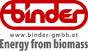 binder
www.binder-gmbh.at
Energy from biomass